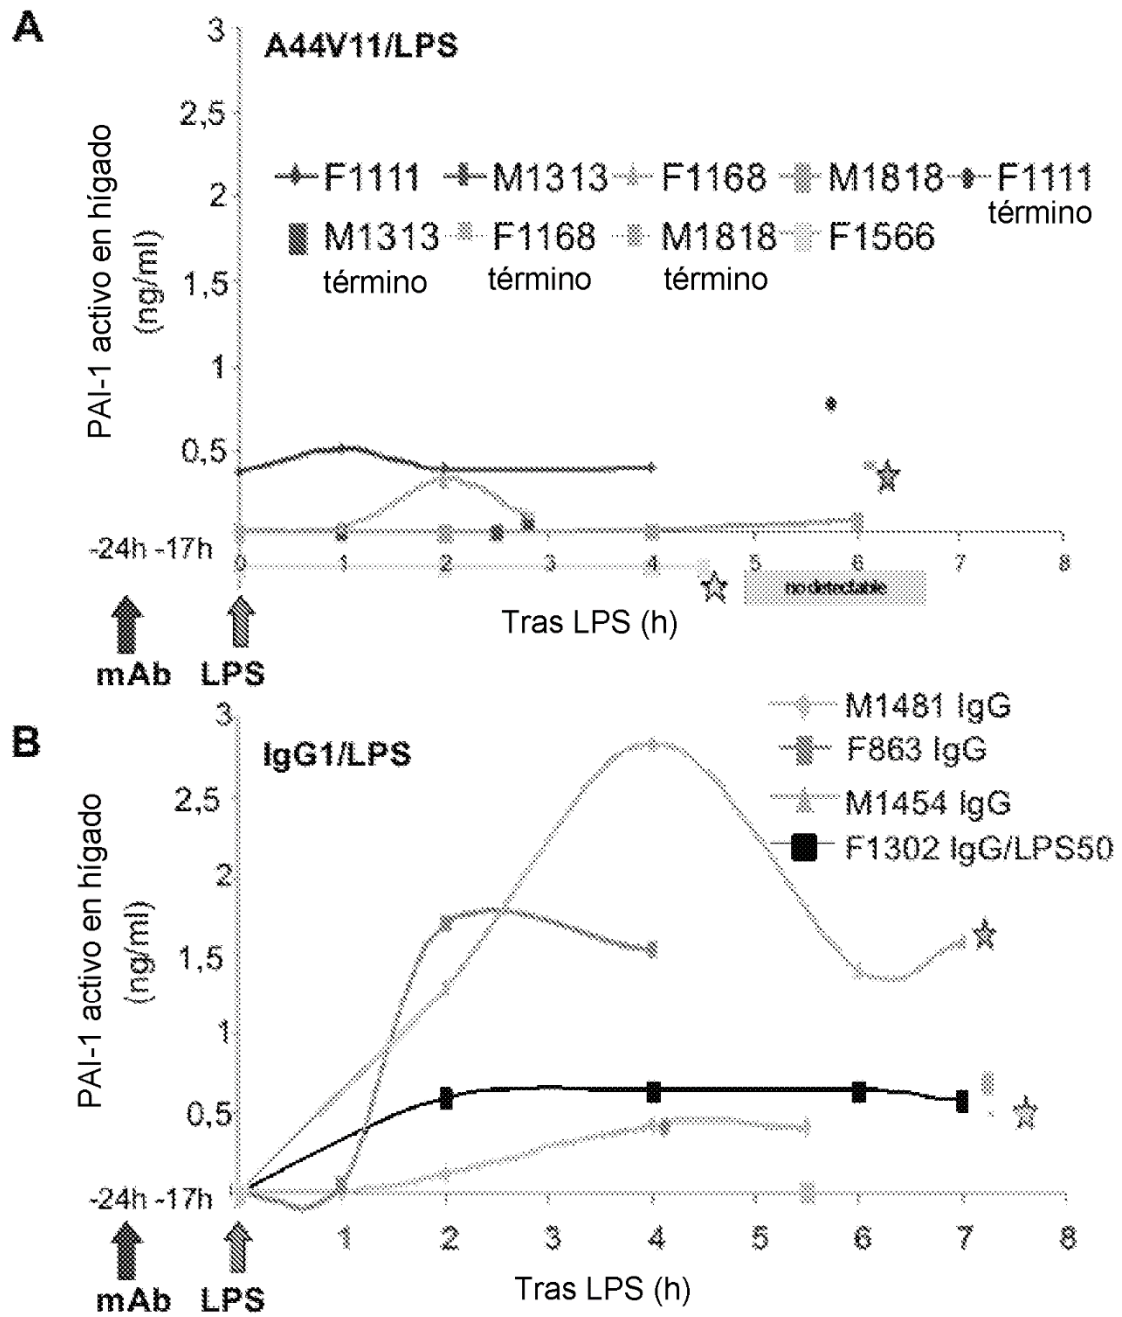 A
A44V11/LPS
3
2,5
2
1,5
1
0,5
PAI-1 activo en hígado
(ng/ml)
F1111 M1313 F1168 M1818 F1111
término
M1313 F1168 M1818 F1566
término término término
-24h -17h
0 1 2 3 4 5 6 7 8
no detectable
Tras LPS (h)
mAb LPS
B
IgG1/LPS
3
2,5
2
1,5
1
0,5
PAI-1 activo en hígado
(ng/ml)
M1481 IgG
F863 IgG
M1454 IgG
F1302 IgG/LPS50
-24h -17h
1 2 3 4 5 6 7 8
Tras LPS (h)
mAb LPS